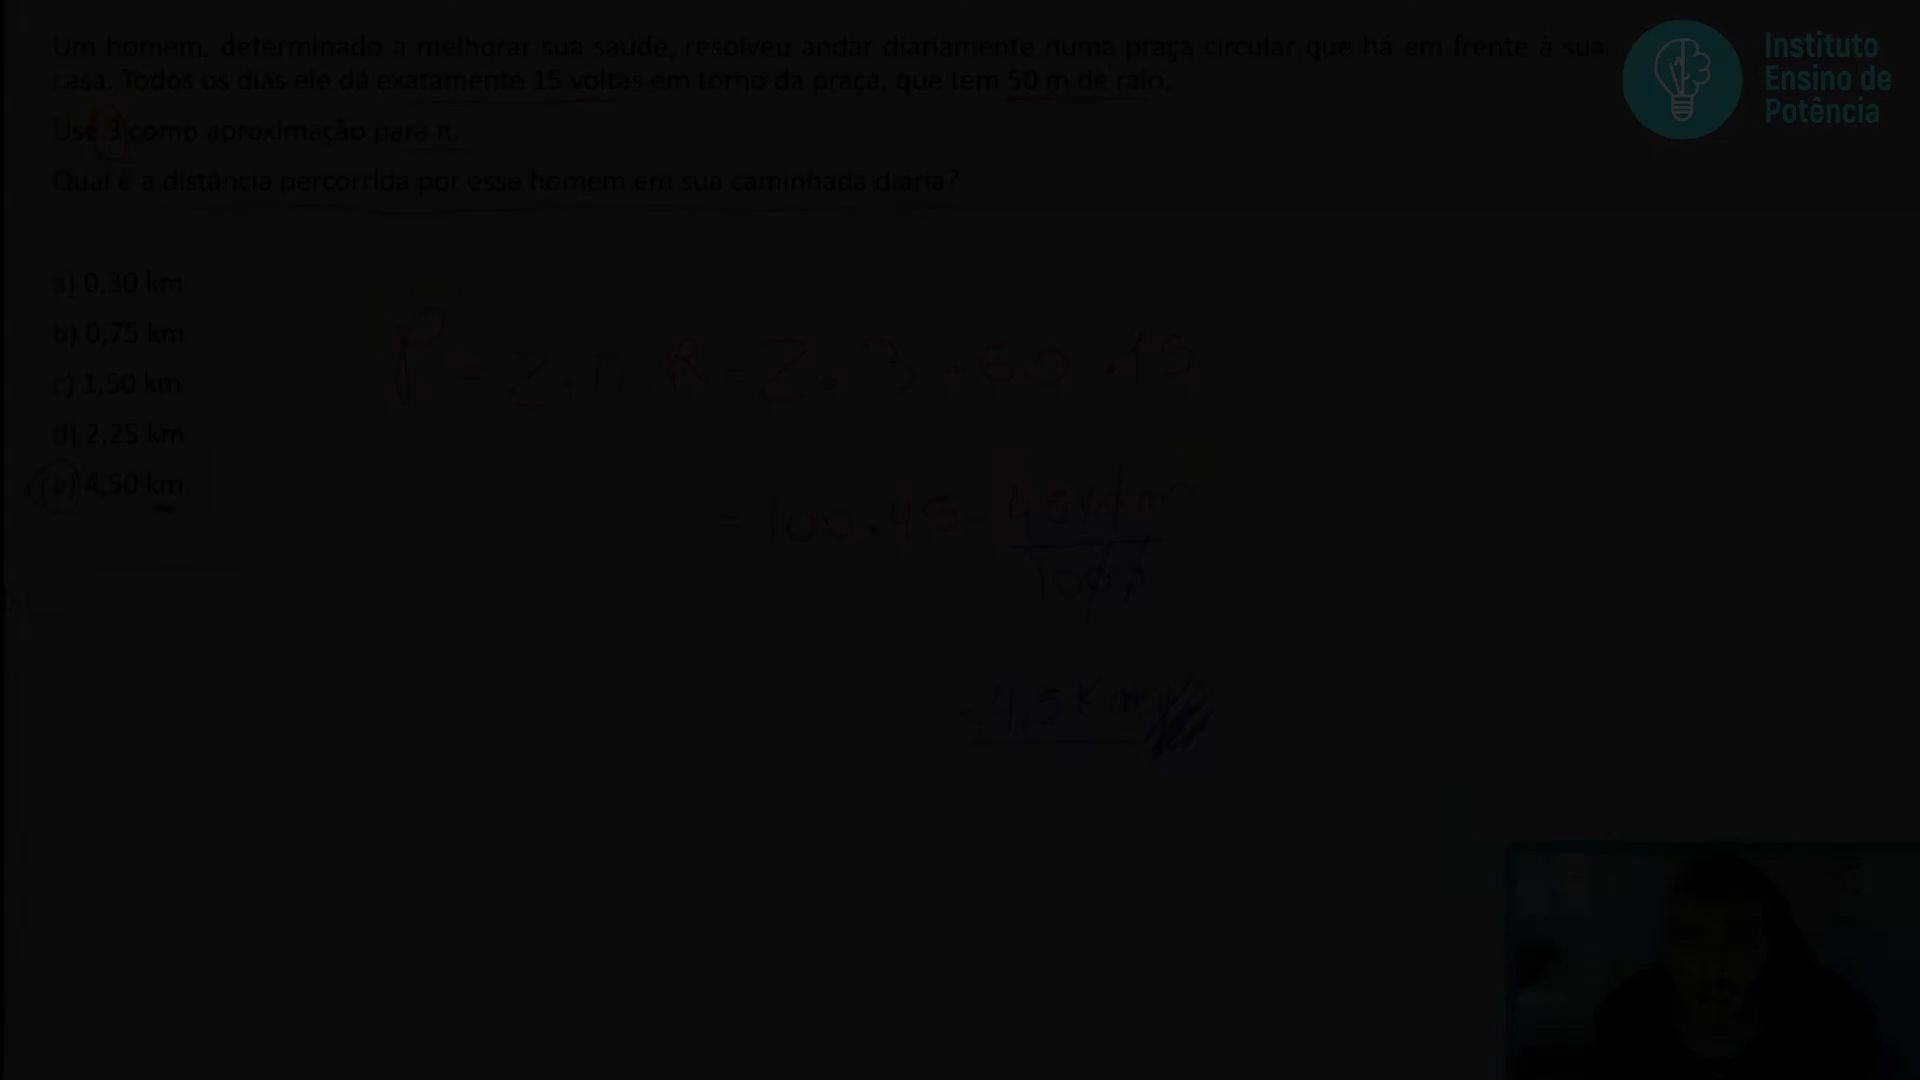 Um homem, determinado a melhorar sua saúde, resolveu andar diariamente numa praça circular que há em frente à sua
casa. Todos os dias ele dá exatamente 15 voltas em torno da praça, que tem 50 m de raio.
Use 3 como aproximação para π.
Qual é a distância percorrida por esse homem em sua caminhada diária?
a) 0,30 km
b) 0,75 km
c) 1,50 km
d) 2,25 km
e) 4,50 km
P = 2 . π . R = 2 . 3 . 50 . 15
= 100 . 45 = 4500 m
1000
= 4,5 Km
Instituto
Ensino de
Potência